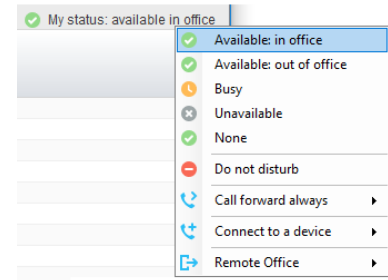 My status: available in office
Available: in office
Available: out of office
Busy
Unavailable
None
Do not disturb
Call forward always
Connect to a device
Remote Office